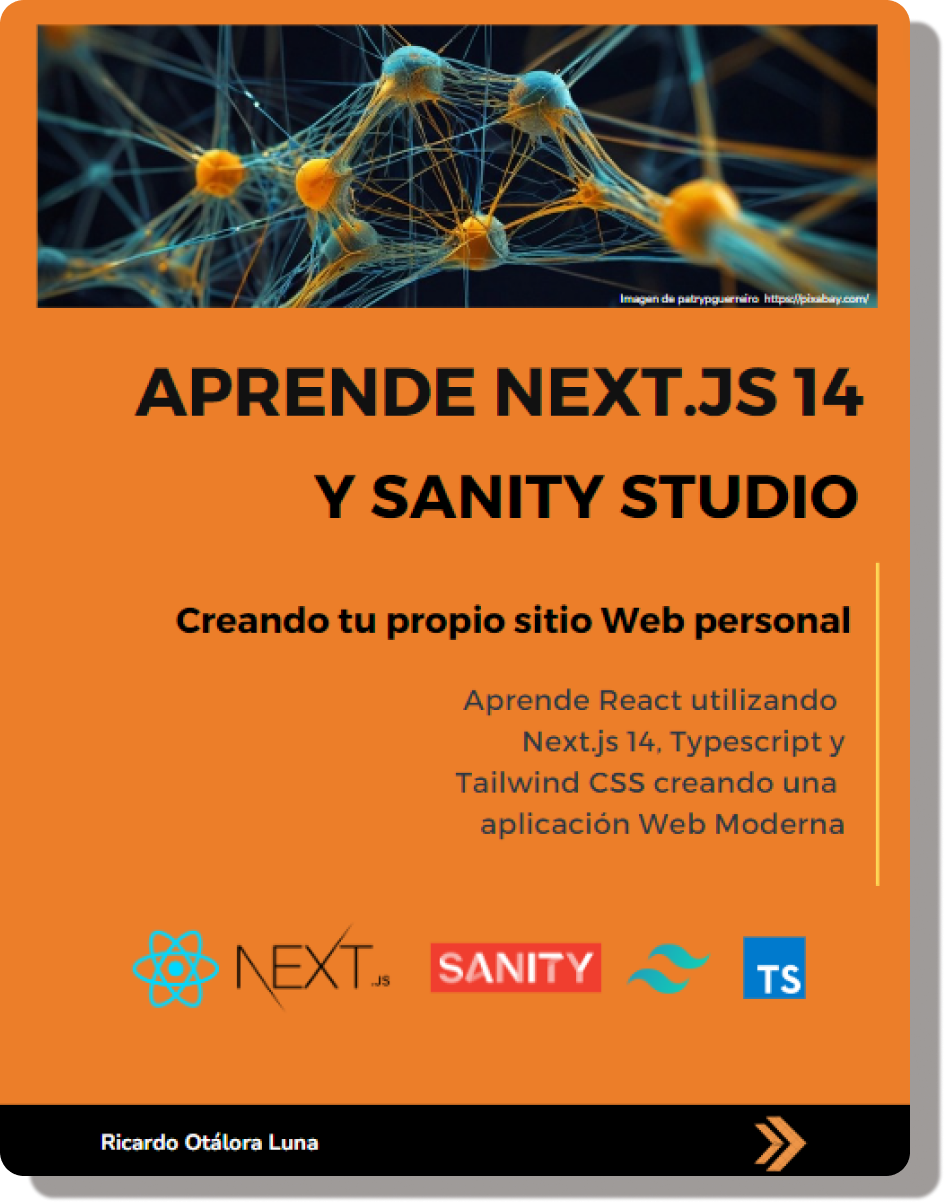 Imagen de patrypguerreiro https://pixabay.com/
APRENDE NEXT.JS 14
Y SANITY STUDIO
Creando tu propio sitio Web personal
Aprende React utilizando
Next.js 14, Typescript y
Tailwind CSS creando una
aplicación Web Moderna
NEXT.JS SANITY TS
Ricardo Otálora Luna